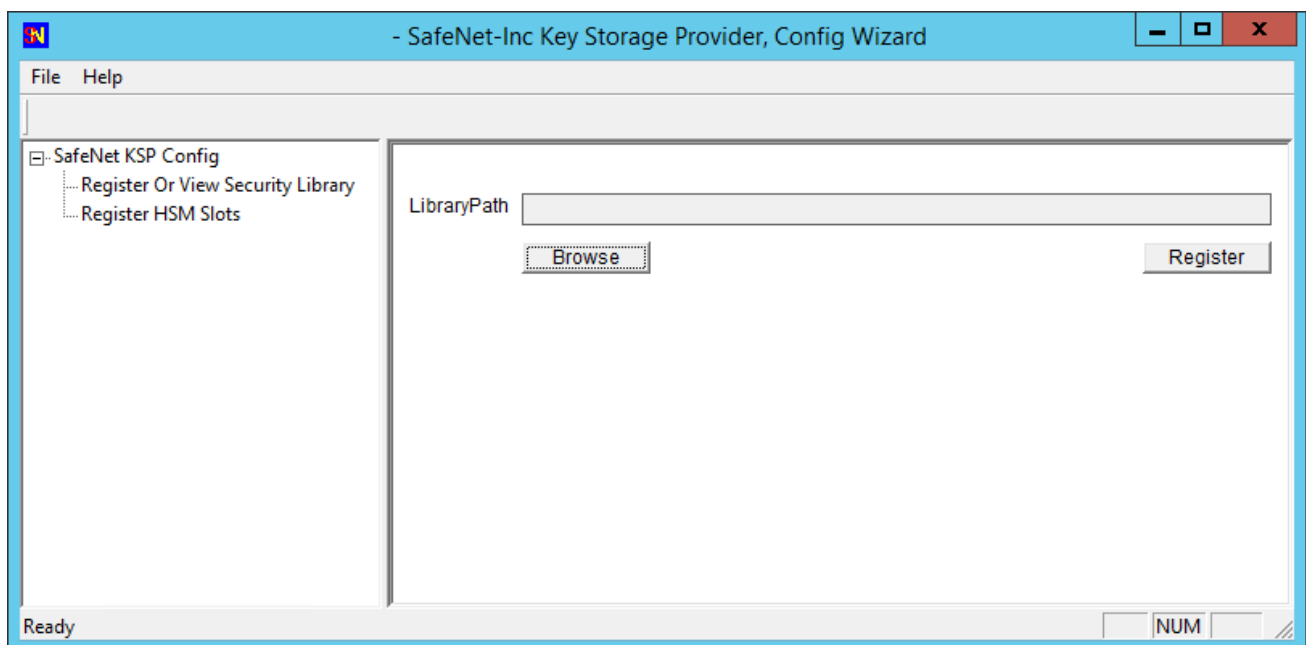 - SafeNet-Inc Key Storage Provider, Config Wizard
File Help
SafeNet KSP Config
Register Or View Security Library
Register HSM Slots
LibraryPath
Browse
Register
Ready
NUM